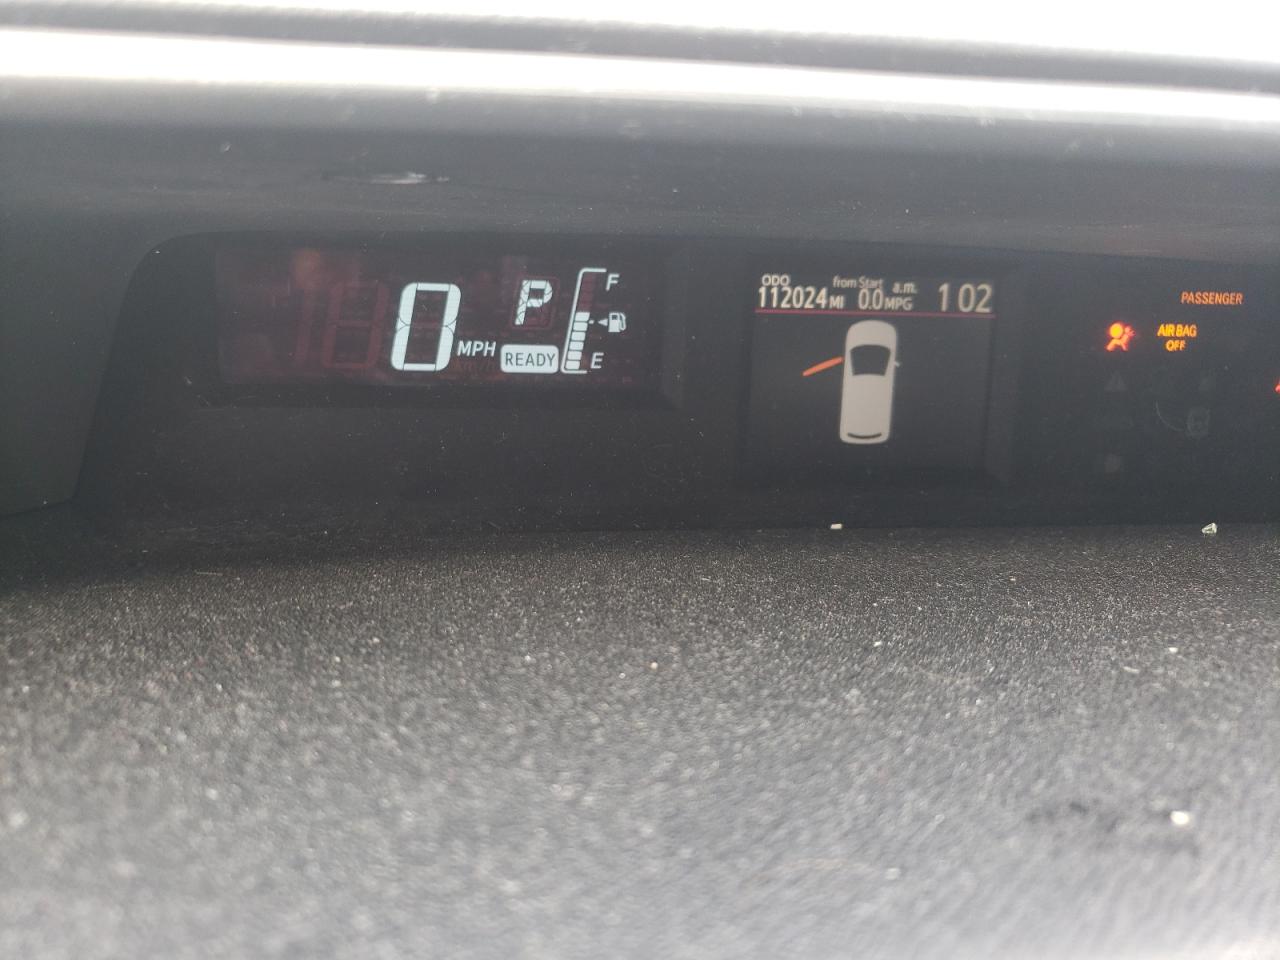 0 MPH
P
READY
F
E
ODO from Start a.m.
112024 MI 0.0 MPG 1 02
PASSENGER
AIR BAG
OFF